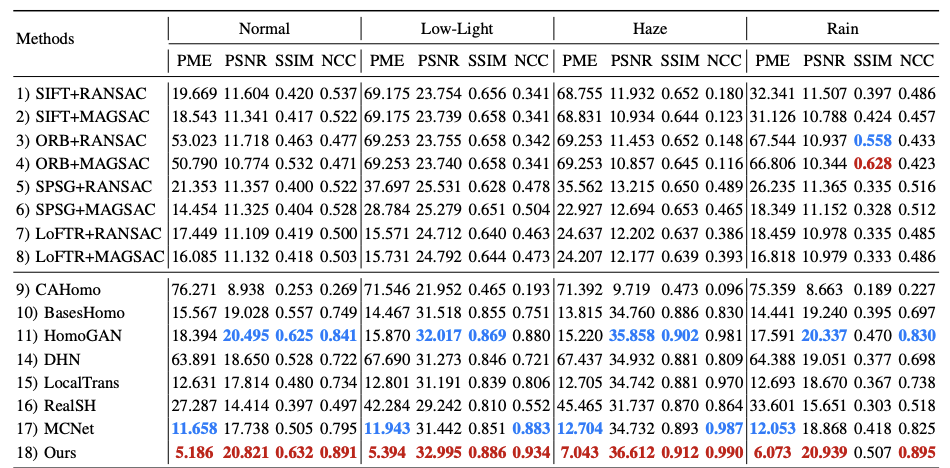 Methods Normal Low-Light Haze Rain
PME PSNR SSIM NCC PME PSNR SSIM NCC PME PSNR SSIM NCC PME PSNR SSIM NCC
1) SIFT+RANSAC 19.669 11.604 0.420 0.537 69.175 23.754 0.656 0.341 68.755 11.932 0.652 0.180 32.341 11.507 0.397 0.486
2) SIFT+MAGSAC 18.543 11.341 0.417 0.522 69.175 23.739 0.658 0.341 68.831 10.934 0.644 0.123 31.126 10.788 0.424 0.457
3) ORB+RANSAC 53.023 11.718 0.463 0.477 69.253 23.755 0.658 0.342 69.253 11.453 0.652 0.148 67.544 10.937 0.558 0.433
4) ORB+MAGSAC 50.790 10.774 0.532 0.471 69.253 23.740 0.658 0.341 69.253 10.857 0.645 0.116 66.806 10.344 0.628 0.423
5) SPSG+RANSAC 21.353 11.357 0.400 0.522 37.697 25.531 0.628 0.478 35.562 13.215 0.650 0.489 26.235 11.365 0.335 0.516
6) SPSG+MAGSAC 14.454 11.325 0.404 0.528 28.784 25.279 0.651 0.504 22.927 12.694 0.653 0.465 18.349 11.152 0.328 0.512
7) LoFTR+RANSAC 17.449 11.109 0.419 0.500 15.571 24.712 0.640 0.463 24.637 12.202 0.637 0.386 18.459 10.978 0.335 0.485
8) LoFTR+MAGSAC 16.085 11.132 0.418 0.503 15.731 24.792 0.644 0.473 24.207 12.177 0.639 0.393 16.818 10.979 0.333 0.486
9) CAHomo 76.271 8.938 0.253 0.269 71.546 21.952 0.465 0.193 71.392 9.719 0.473 0.096 75.359 8.663 0.189 0.227
10) BasesHomo 15.567 19.028 0.557 0.749 14.467 31.518 0.855 0.751 13.815 34.760 0.886 0.830 14.441 19.240 0.395 0.697
11) HomoGAN 18.394 20.495 0.625 0.841 15.870 32.017 0.869 0.880 15.220 35.858 0.902 0.981 17.591 20.337 0.470 0.830
14) DHN 63.891 18.650 0.528 0.722 67.690 31.273 0.846 0.721 67.437 34.932 0.881 0.809 64.388 19.051 0.377 0.698
15) LocalTrans 12.631 17.814 0.480 0.734 12.801 31.191 0.839 0.806 12.705 34.742 0.881 0.970 12.693 18.670 0.367 0.738
16) RealSH 27.287 14.414 0.397 0.497 42.284 29.242 0.810 0.552 45.465 31.737 0.870 0.864 33.601 15.651 0.303 0.518
17) MCNet 11.658 17.738 0.505 0.795 11.943 31.442 0.851 0.883 12.704 34.732 0.893 0.987 12.053 18.868 0.418 0.825
18) Ours 5.186 20.821 0.632 0.891 5.394 32.995 0.886 0.934 7.043 36.612 0.912 0.990 6.073 20.939 0.507 0.895